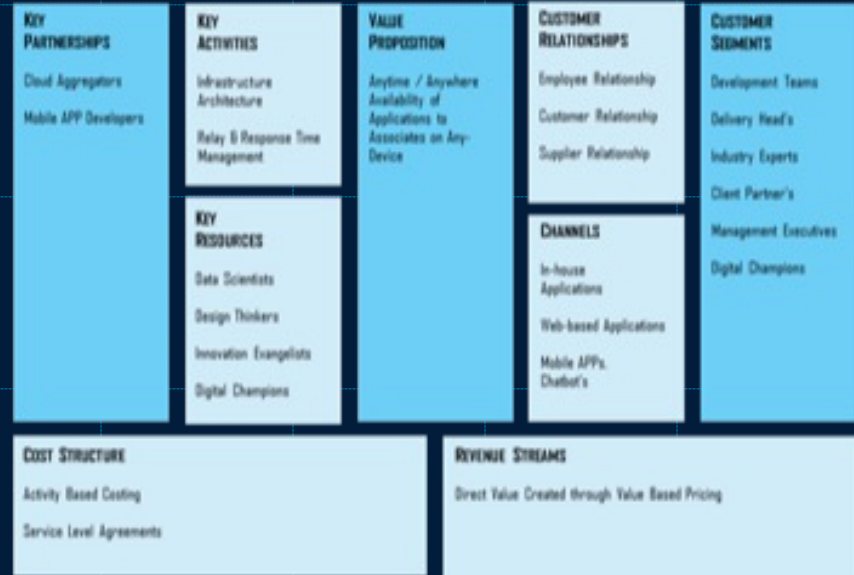 KEY
PARTNERSHIPS
Cloud Aggregators
Mobile APP Developers
KEY
ACTIVITIES
Infrastructure
Architecture
Relay & Response Time
Management
KEY
RESOURCES
Data Scientists
Design Thinkers
Innovation Evangelists
Digital Champions
VALUE
PROPOSITION
Anytime / Anywhere
Availability of
Applications to
Associates on Any-
Device
CUSTOMER
RELATIONSHIPS
Employee Relationship
Customer Relationship
Supplier Relationship
CHANNELS
In-house
Applications
Web-based Applications
Mobile APPs,
Chatbot's
CUSTOMER
SEGMENTS
Development Teams
Delivery Head's
Industry Experts
Client Partner's
Management Executives
Digital Champions
COST STRUCTURE
Activity Based Costing
Service Level Agreements
REVENUE STREAMS
Direct Value Created through Value Based Pricing